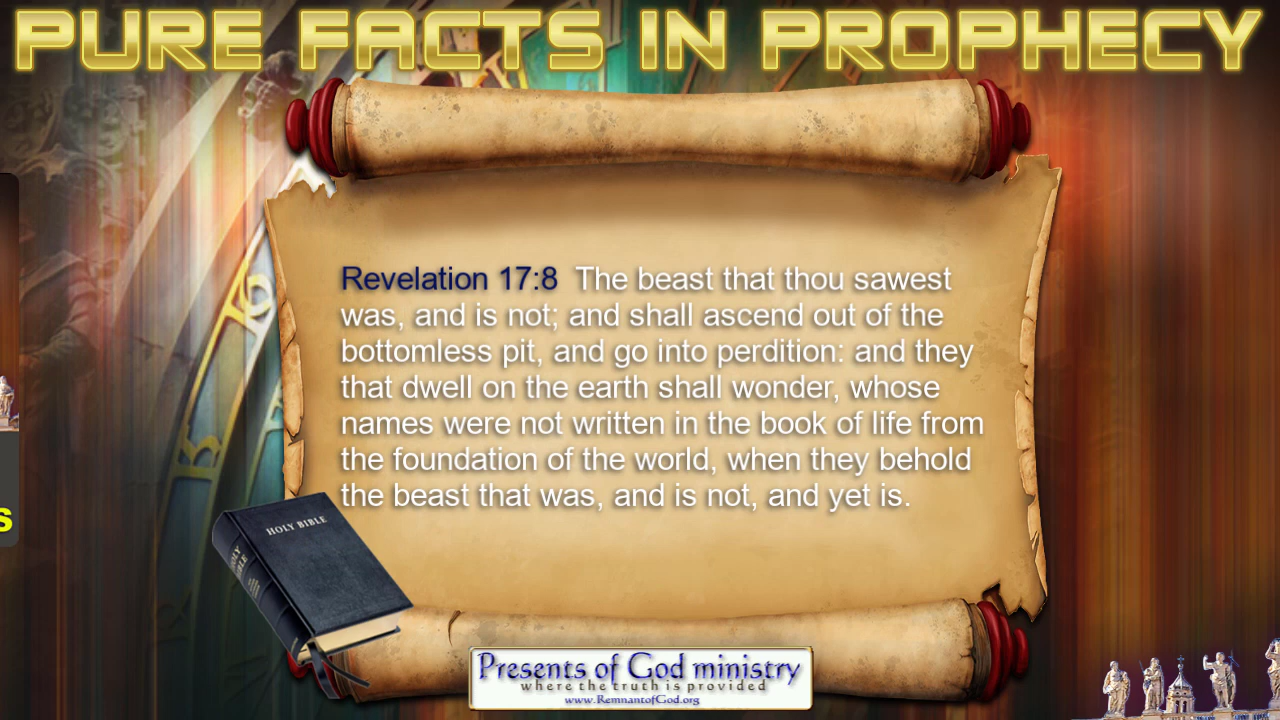 PURE FACTS IN PROPHECY
Revelation 17:8 The beast that thou sawest
was, and is not; and shall ascend out of the
bottomless pit, and go into perdition: and they
that dwell on the earth shall wonder, whose
names were not written in the book of life from
the foundation of the world, when they behold
the beast that was, and is not, and yet is.
s
HOLY BIBLE
HOLY
BIBLE
Presents of God ministry
where the truth is provided
www.RemnantofGod.org